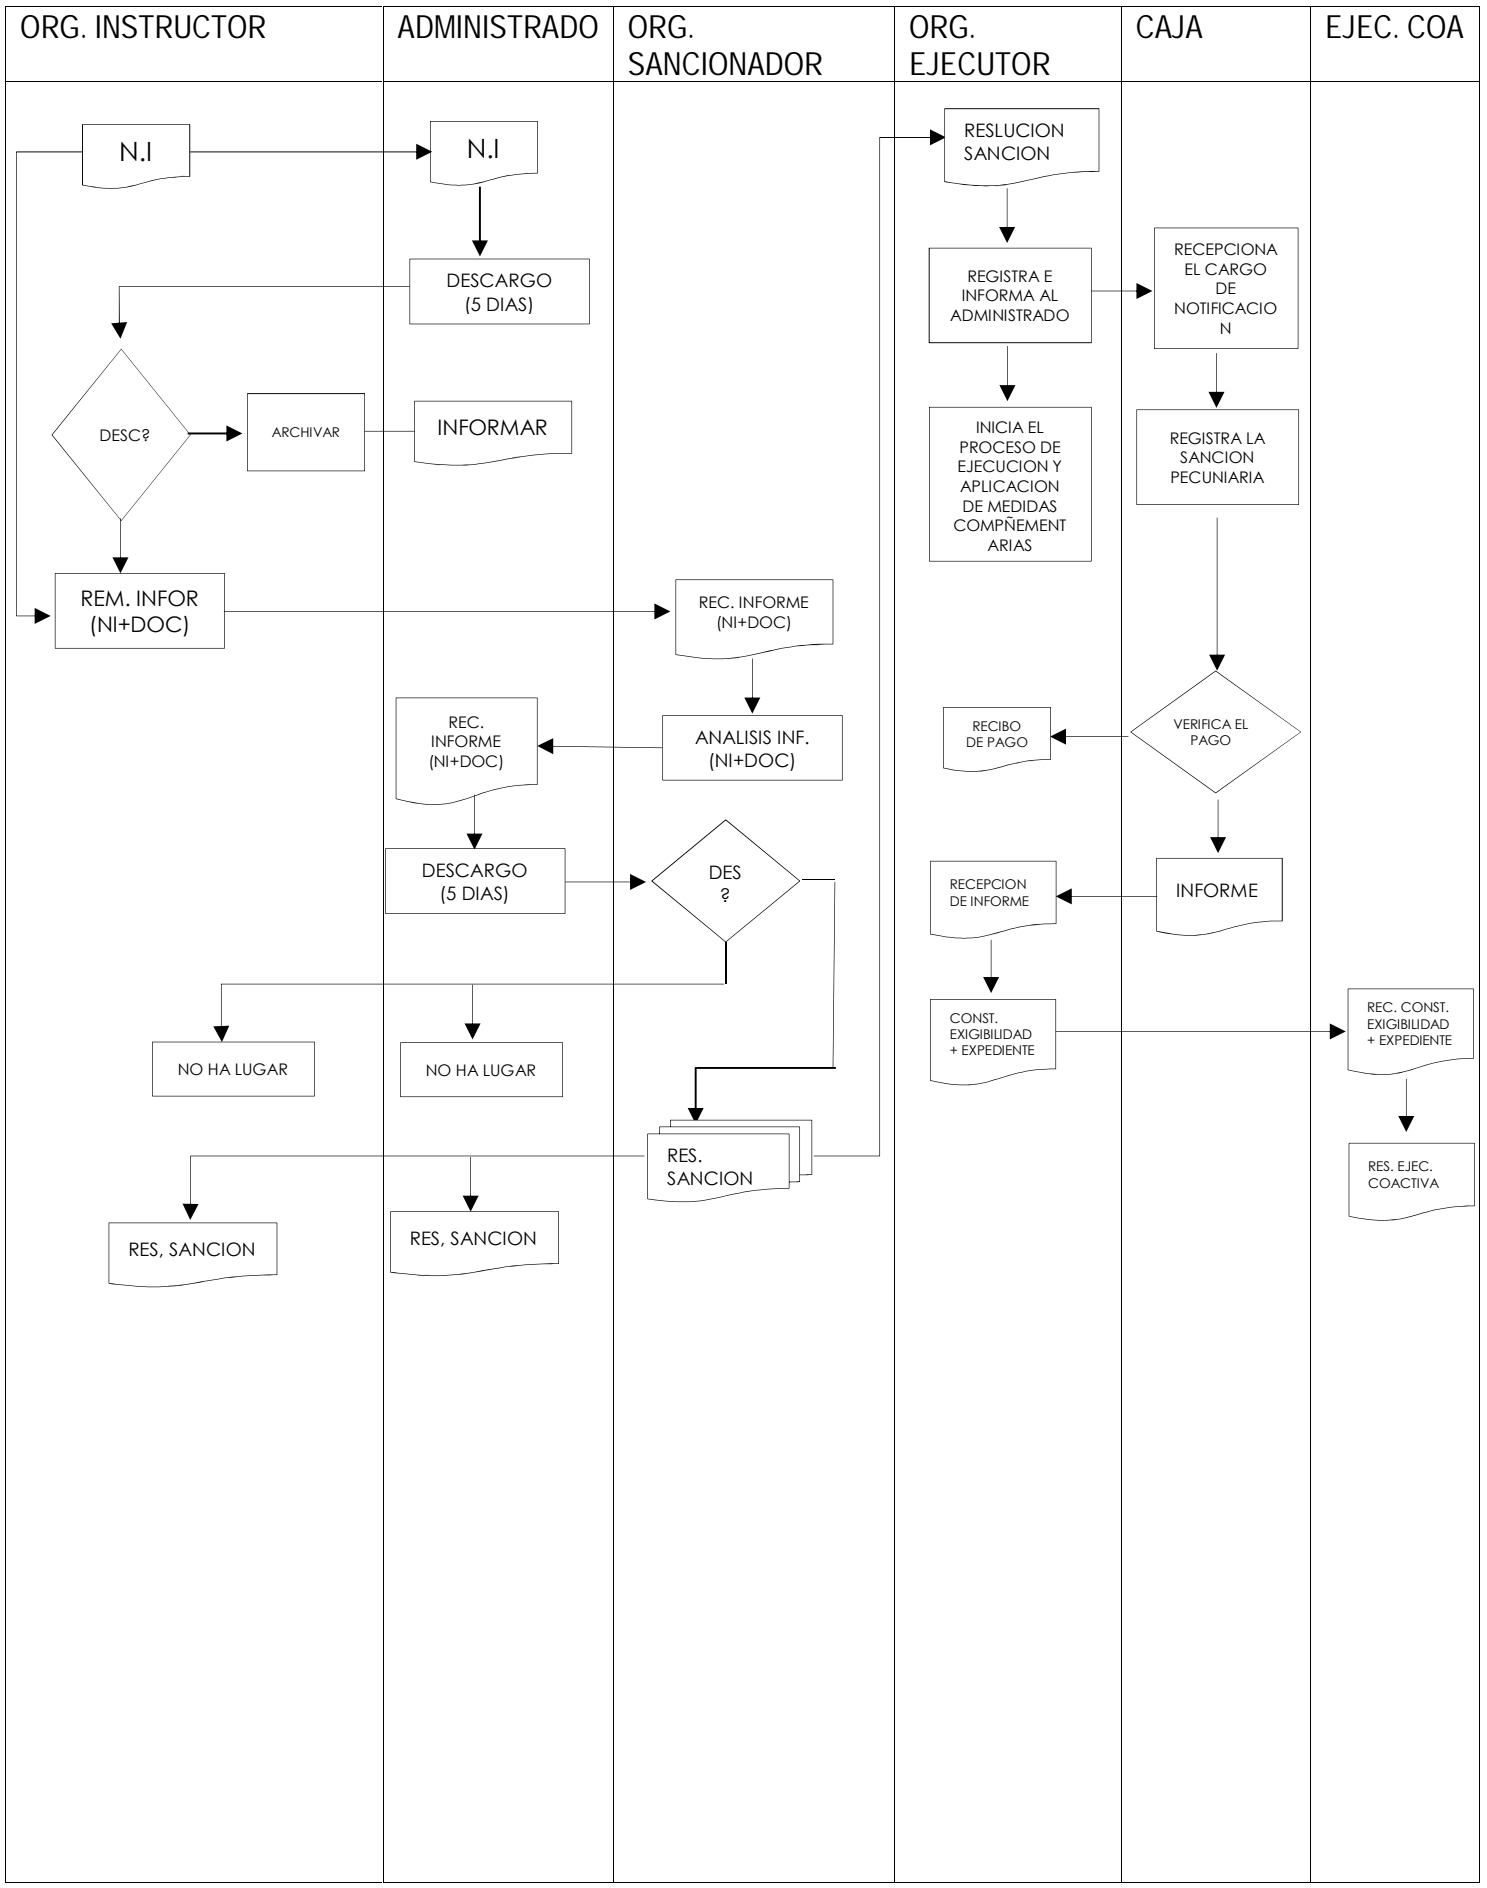 ORG. INSTRUCTOR
ADMINISTRADO
ORG.
SANCIONADOR
ORG.
EJECUTOR
CAJA
EJEC. COA
N.I
N.I
DESCARGO
(5 DIAS)
DESC?
ARCHIVAR
INFORMAR
REM. INFOR
(NI+DOC)
REC. INFORME
(NI+DOC)
ANALISIS INF.
(NI+DOC)
REC.
INFORME
(NI+DOC)
DESCARGO
(5 DIAS)
DES
?
NO HA LUGAR
NO HA LUGAR
RES.
SANCION
RES, SANCION
RES, SANCION
RESLUCION
SANCION
REGISTRA E
INFORMA AL
ADMINISTRADO
RECEPCIONA
EL CARGO
DE
NOTIFICACIO
N
INICIA EL
PROCESO DE
EJECUCION Y
APLICACION
DE MEDIDAS
COMPÑEMENT
ARIAS
REGISTRA LA
SANCION
PECUNIARIA
VERIFICA EL
PAGO
RECIBO
DE PAGO
INFORME
RECEPCION
DE INFORME
CONST.
EXIGIBILIDAD
+ EXPEDIENTE
REC. CONST.
EXIGIBILIDAD
+ EXPEDIENTE
RES. EJEC.
COACTIVA